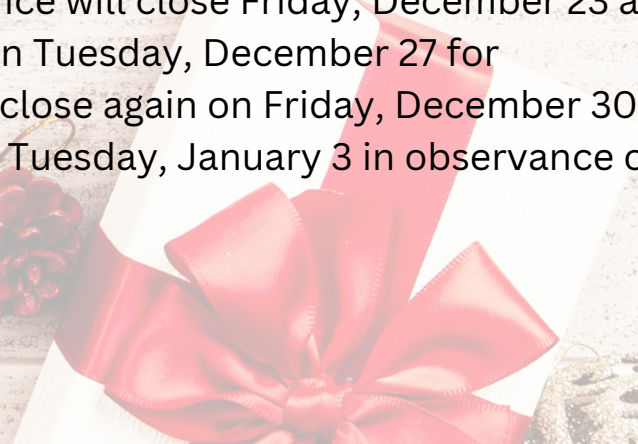 ice will close Friday, December 23 a
n Tuesday, December 27 for
close again on Friday, December 30
Tuesday, January 3 in observance o